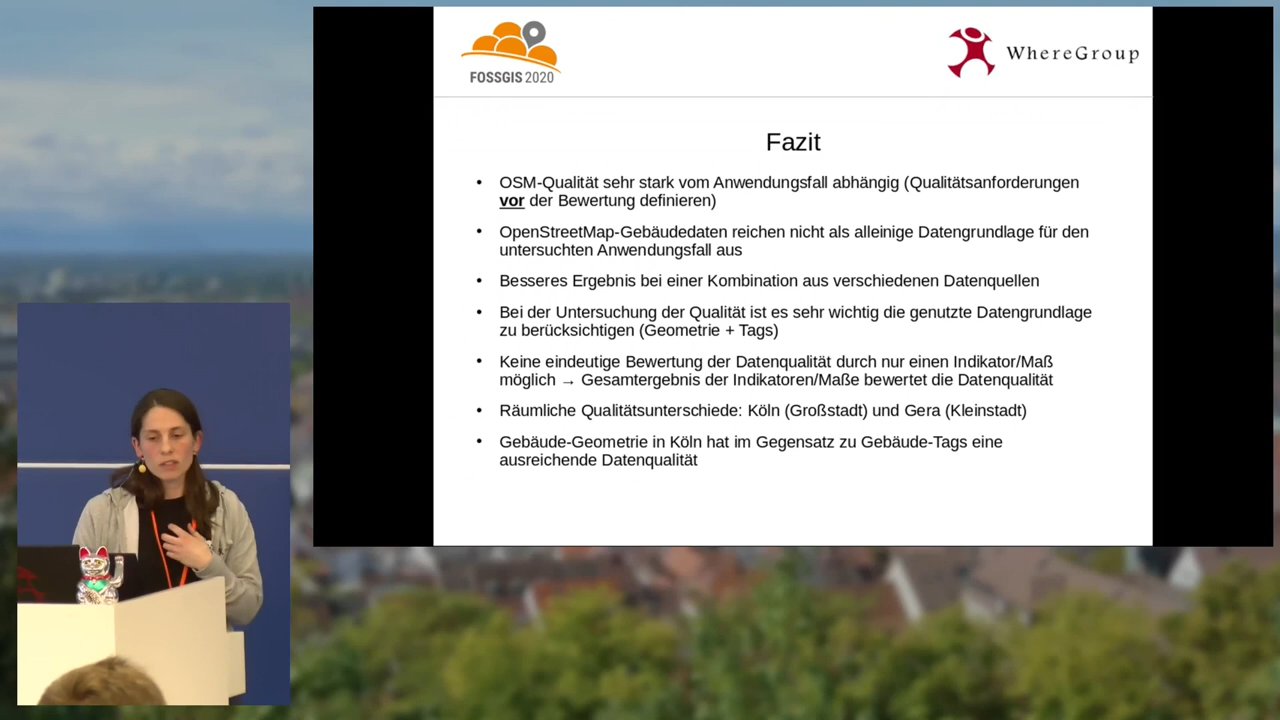 FOSSGIS 2020
WhereGroup
Fazit
• OSM-Qualität sehr stark vom Anwendungsfall abhängig (Qualitätsanforderungen
vor der Bewertung definieren)
• OpenStreetMap-Gebäudedaten reichen nicht als alleinige Datengrundlage für den
untersuchten Anwendungsfall aus
• Besseres Ergebnis bei einer Kombination aus verschiedenen Datenquellen
• Bei der Untersuchung der Qualität ist es sehr wichtig die genutzte Datengrundlage
zu berücksichtigen (Geometrie + Tags)
• Keine eindeutige Bewertung der Datenqualität durch nur einen Indikator/Maß
möglich → Gesamtergebnis der Indikatoren/Maße bewertet die Datenqualität
• Räumliche Qualitätsunterschiede: Köln (Großstadt) und Gera (Kleinstadt)
• Gebäude-Geometrie in Köln hat im Gegensatz zu Gebäude-Tags eine
ausreichende Datenqualität